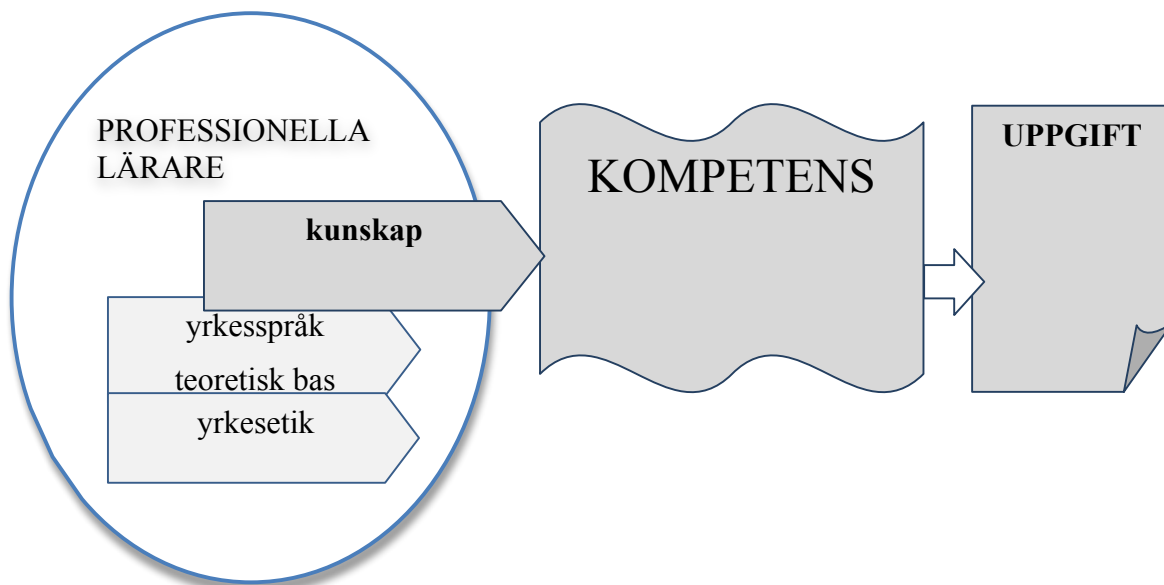 PROFESSIONELLA
LÄRARE
kunskap
yrkesspråk
teoretisk bas
yrkesetik
KOMPETENS
UPPGIFT